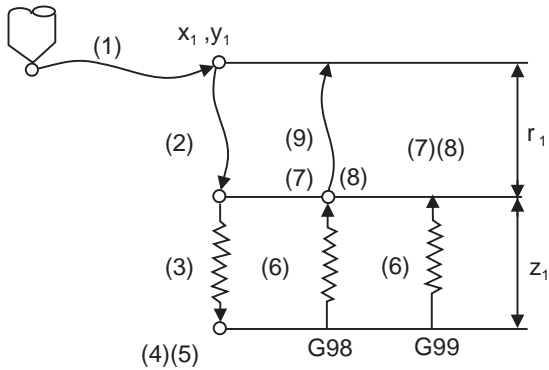 (1)
x₁ ,y₁
(2)
(9)
(7)(8)
r₁
(7)
(8)
(3)
(6)
(6)
z₁
(4)(5)
G98
G99